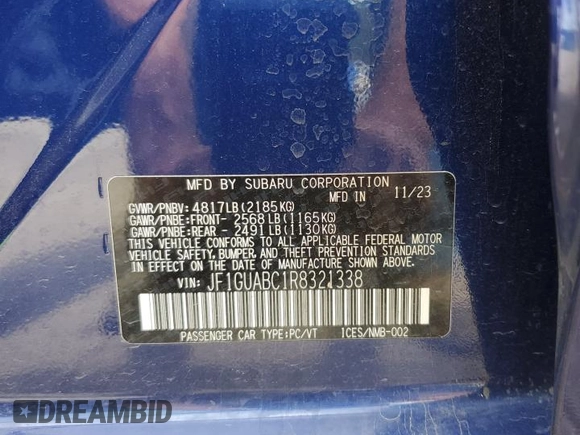 MFD BY SUBARU CORPORATION
MFD IN 11/23
GVWR/PNBV: 4817LB(2185KG)
GAWR/PNBE:FRONT- 2568LB(1165KG)
GAWR/PNBE:REAR - 2491LB(1130KG)
THIS VEHICLE CONFORMS TO ALL APPLICABLE FEDERAL MOTOR
VEHICLE SAFETY, BUMPER, AND THEFT PREVENTION STANDARDS
IN EFFECT ON THE DATE OF MANUFACTURE SHOWN ABOVE.
VIN: JF1GUABC1R8321338
PASSENGER CAR TYPE:PC/VT 1CES/NMB-002
DREAMBID